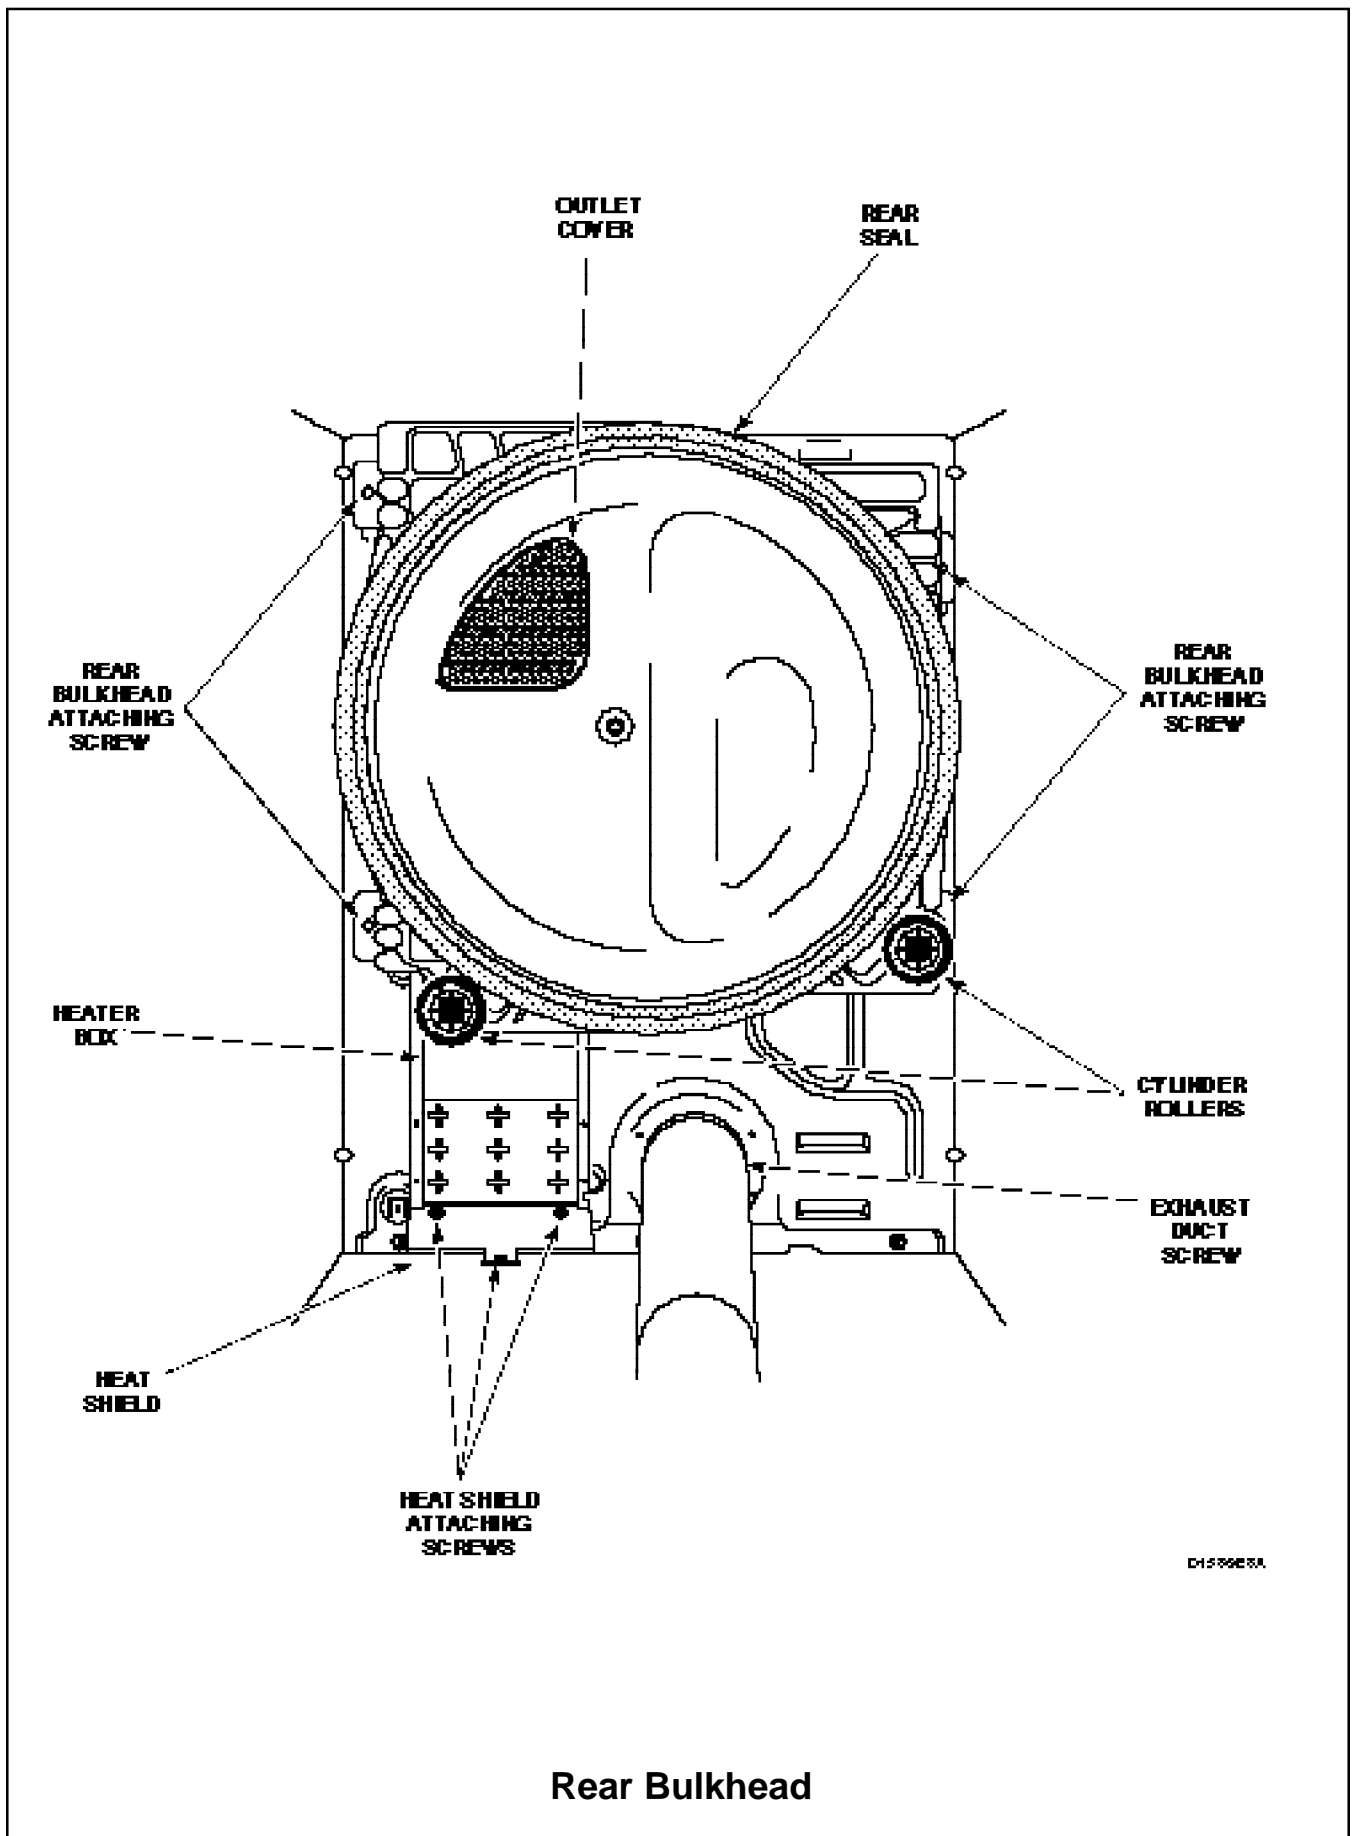 OUTLET
COVER
REAR
SEAL
REAR
BULKHEAD
ATTACHING
SCREW
REAR
BULKHEAD
ATTACHING
SCREW
HEATER
BOX
CYLINDER
ROLLERS
EXHAUST
DUCT
SCREW
HEAT
SHIELD
HEAT SHIELD
ATTACHING
SCREWS
Rear Bulkhead